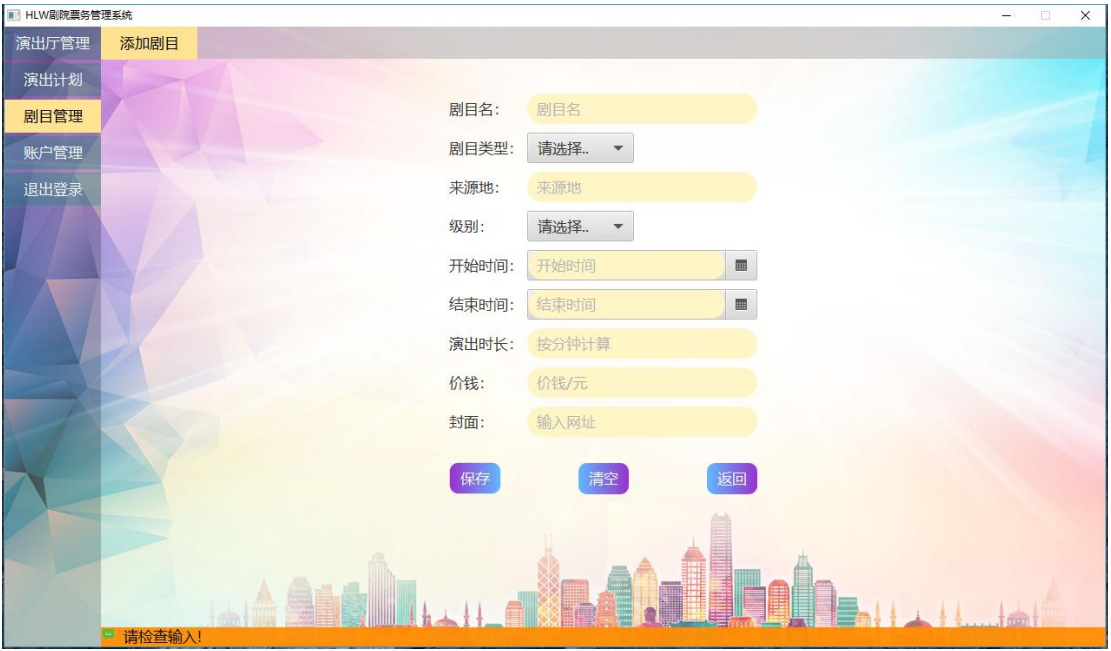 HLW剧院票务管理系统
演出厅管理
添加剧目
演出计划
剧目管理
账户管理
退出登录
剧目名: 剧目名
剧目类型: 请选择..
来源地: 来源地
级别: 请选择..
开始时间: 开始时间
结束时间: 结束时间
演出时长: 按分钟计算
价钱: 价钱/元
封面: 输入网址
保存 清空 返回
请检查输入!